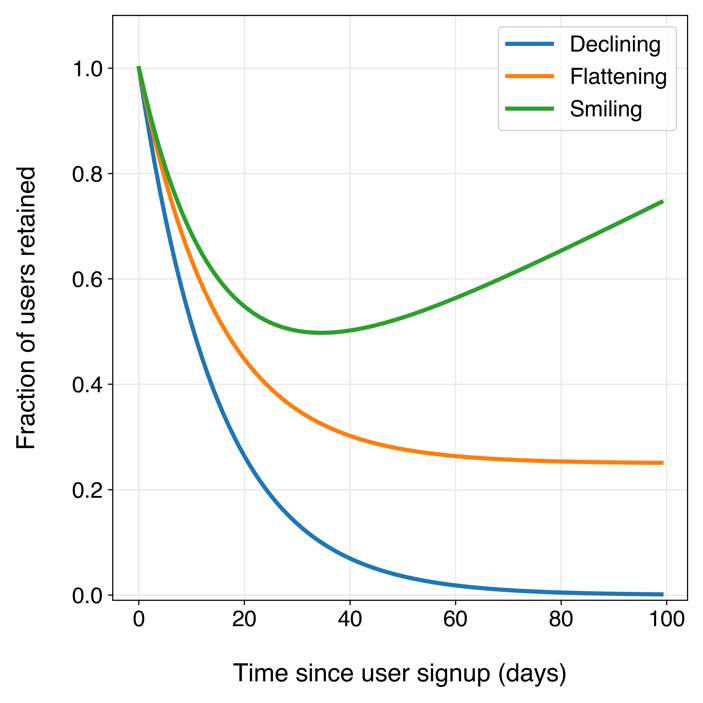 Declining
Flattening
Smiling
1.0
0.8
0.6
0.4
0.2
0.0
Fraction of users retained
0 20 40 60 80 100
Time since user signup (days)